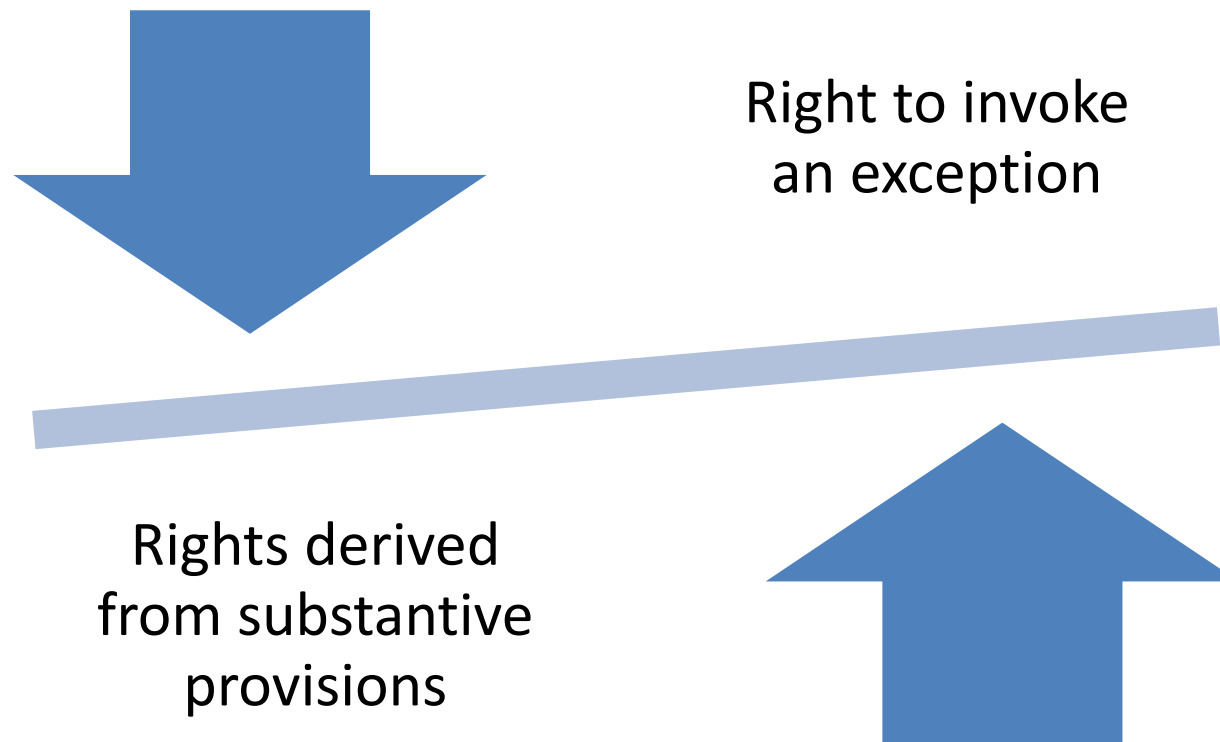 Right to invoke
an exception
Rights derived
from substantive
provisions